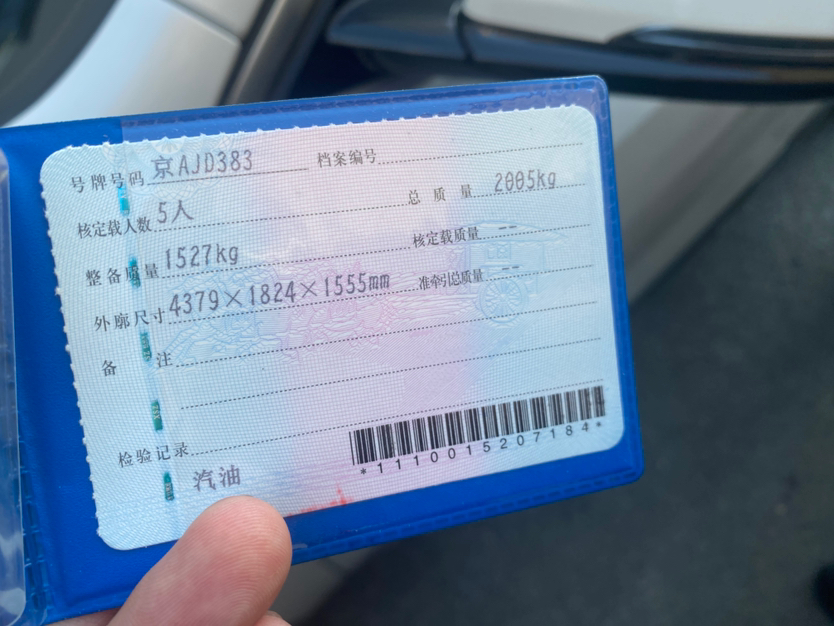 号牌号码 京AJD383 档案编号
核定载人数 5人 总质量 2005kg
整备质量 1527kg 核定载质量 --
外廓尺寸 4379×1824×1555mm 准牵引总质量 --
备注
检验记录
汽油
*1110015207184*